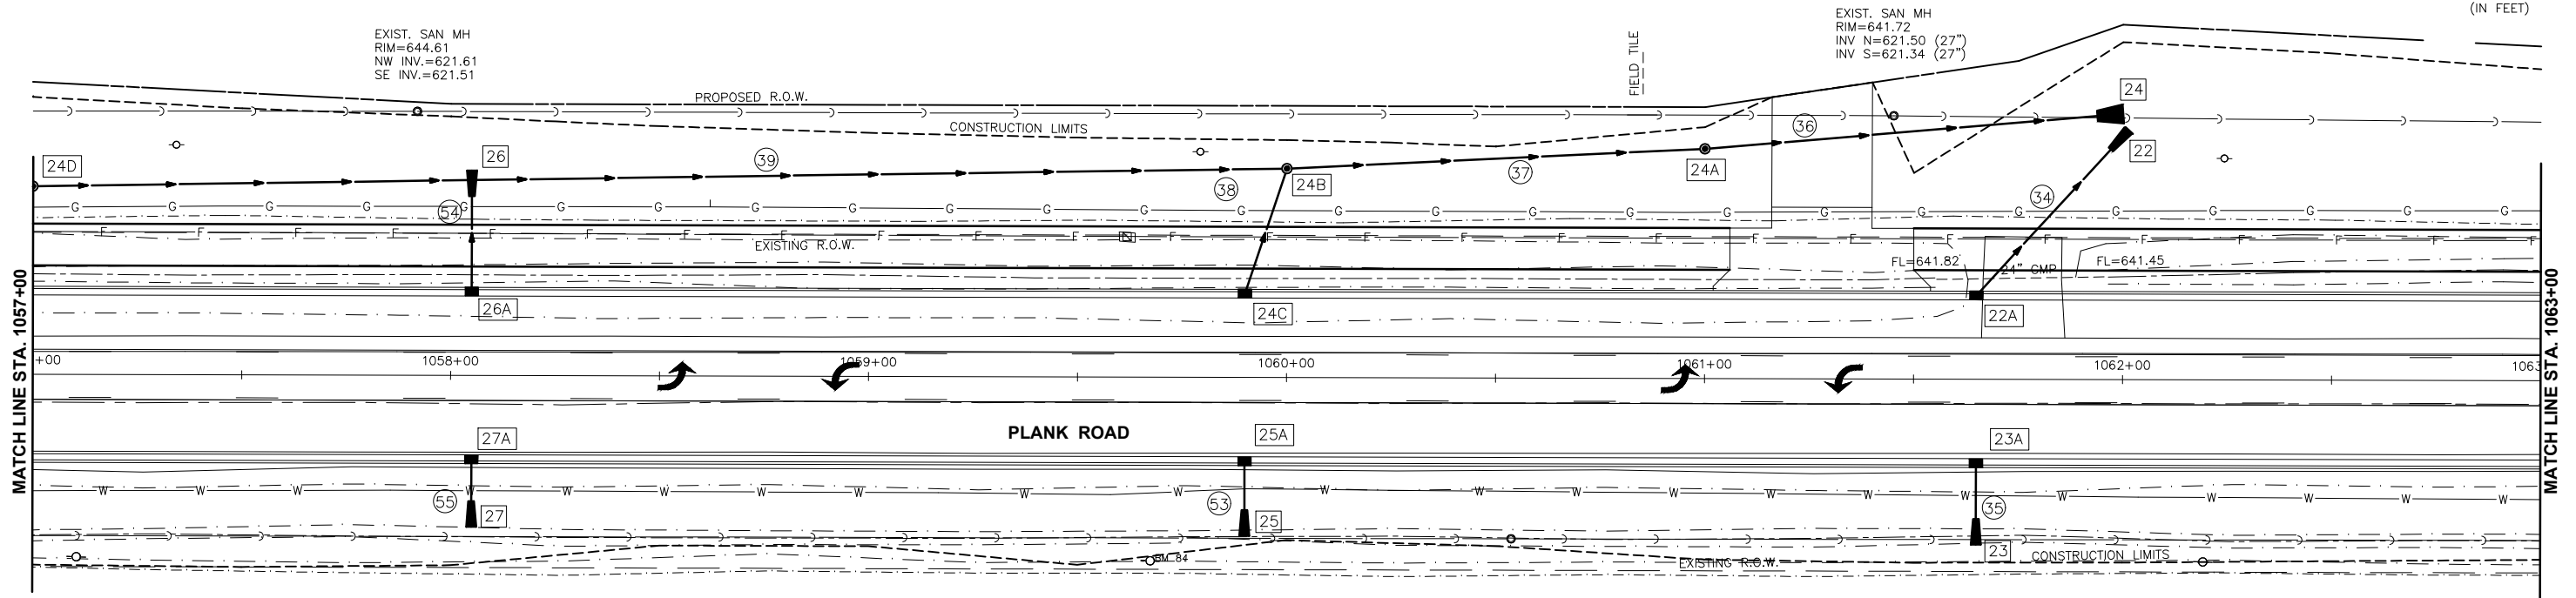 (IN FEET)
EXIST. SAN MH
RIM=644.61
NW INV.=621.61
SE INV.=621.51
EXIST. SAN MH
RIM=641.72
INV N=621.50 (27")
INV S=621.34 (27")
FIELD TILE
PROPOSED R.O.W.
CONSTRUCTION LIMITS
24
36
22
24D
26
39
38
24B
37
24A
34
54
G G G G G G G G G G G G G G G G G G G G G G G G G G
F F F F F F F F F F F F F F F F F F F F F F F F F F
EXISTING R.O.W.
FL=641.82
24" CMP
FL=641.45
26A
24C
22A
MATCH LINE STA. 1057+00
MATCH LINE STA. 1063+00
+00
1058+00
1059+00
1060+00
1061+00
1062+00
1063
PLANK ROAD
27A
25A
23A
W W W W W W W W W W W W W W W W W W W W W W W W
55
27
53
25
35
23
BM 84
EXISTING R.O.W.
CONSTRUCTION LIMITS